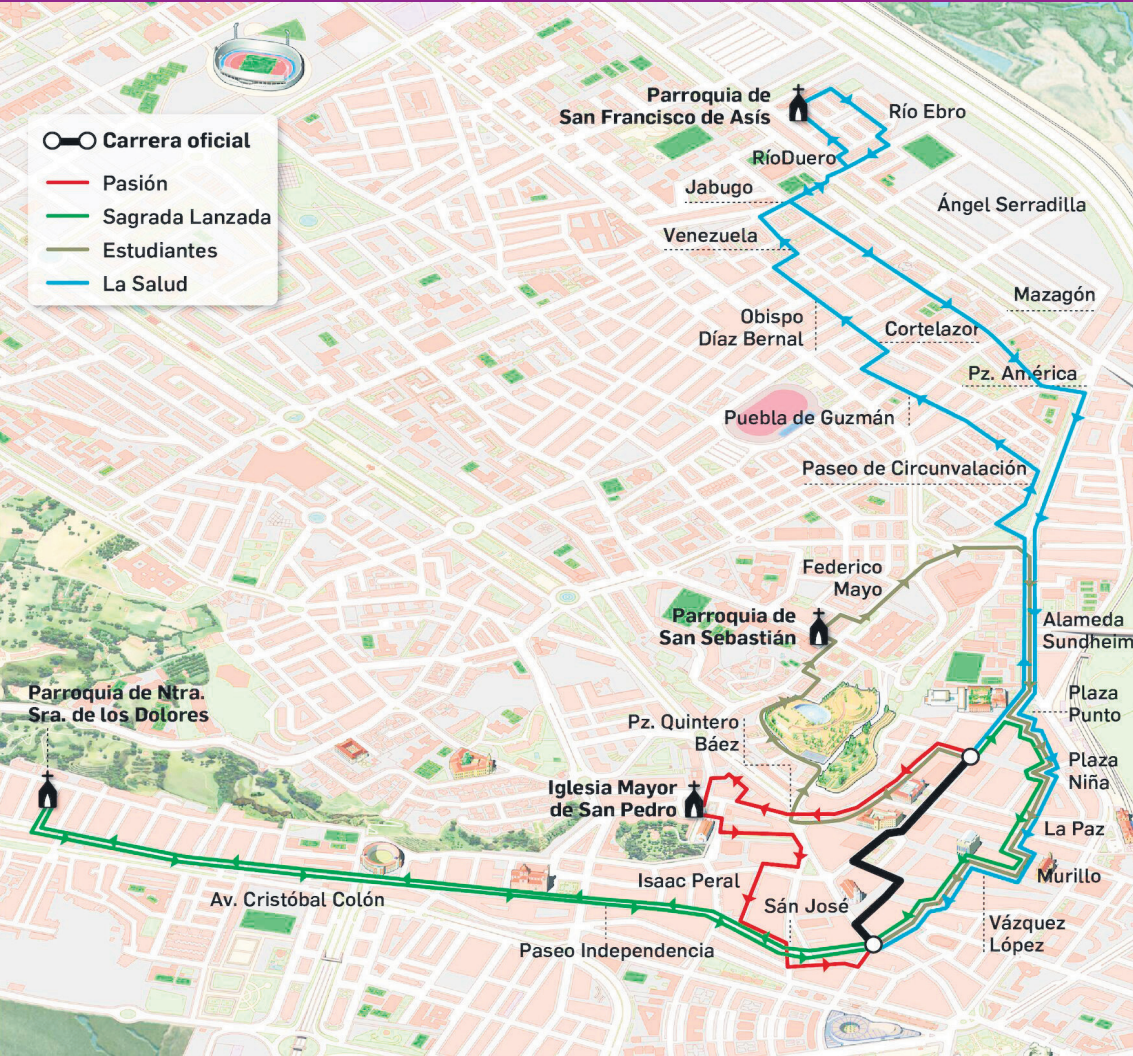 Carrera oficial
Pasión
Sagrada Lanzada
Estudiantes
La Salud
Parroquia de
San Francisco de Asís
Río Ebro
RíoDuero
Jabugo
Ángel Serradilla
Venezuela
Mazagón
Obispo
Díaz Bernal
Cortelazor
Pz. América
Puebla de Guzmán
Paseo de Circunvalación
Federico
Mayo
Parroquia de
San Sebastián
Alameda
Sundheim
Parroquia de Ntra.
Sra. de los Dolores
Plaza
Punto
Pz. Quintero
Báez
Plaza
Niña
Iglesia Mayor
de San Pedro
La Paz
Isaac Peral
Murillo
Av. Cristóbal Colón
Sán José
Vázquez
López
Paseo Independencia